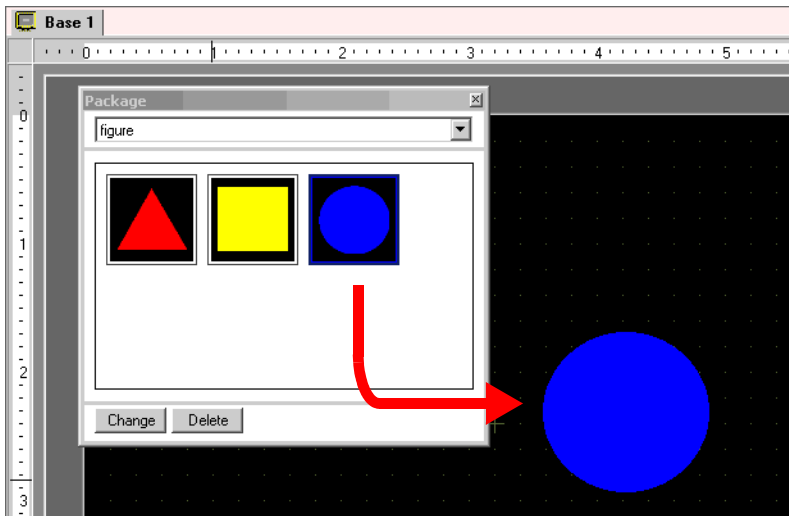 Base 1
0 1 2 3 4 5
Package
figure
0
1
2
3
Change Delete